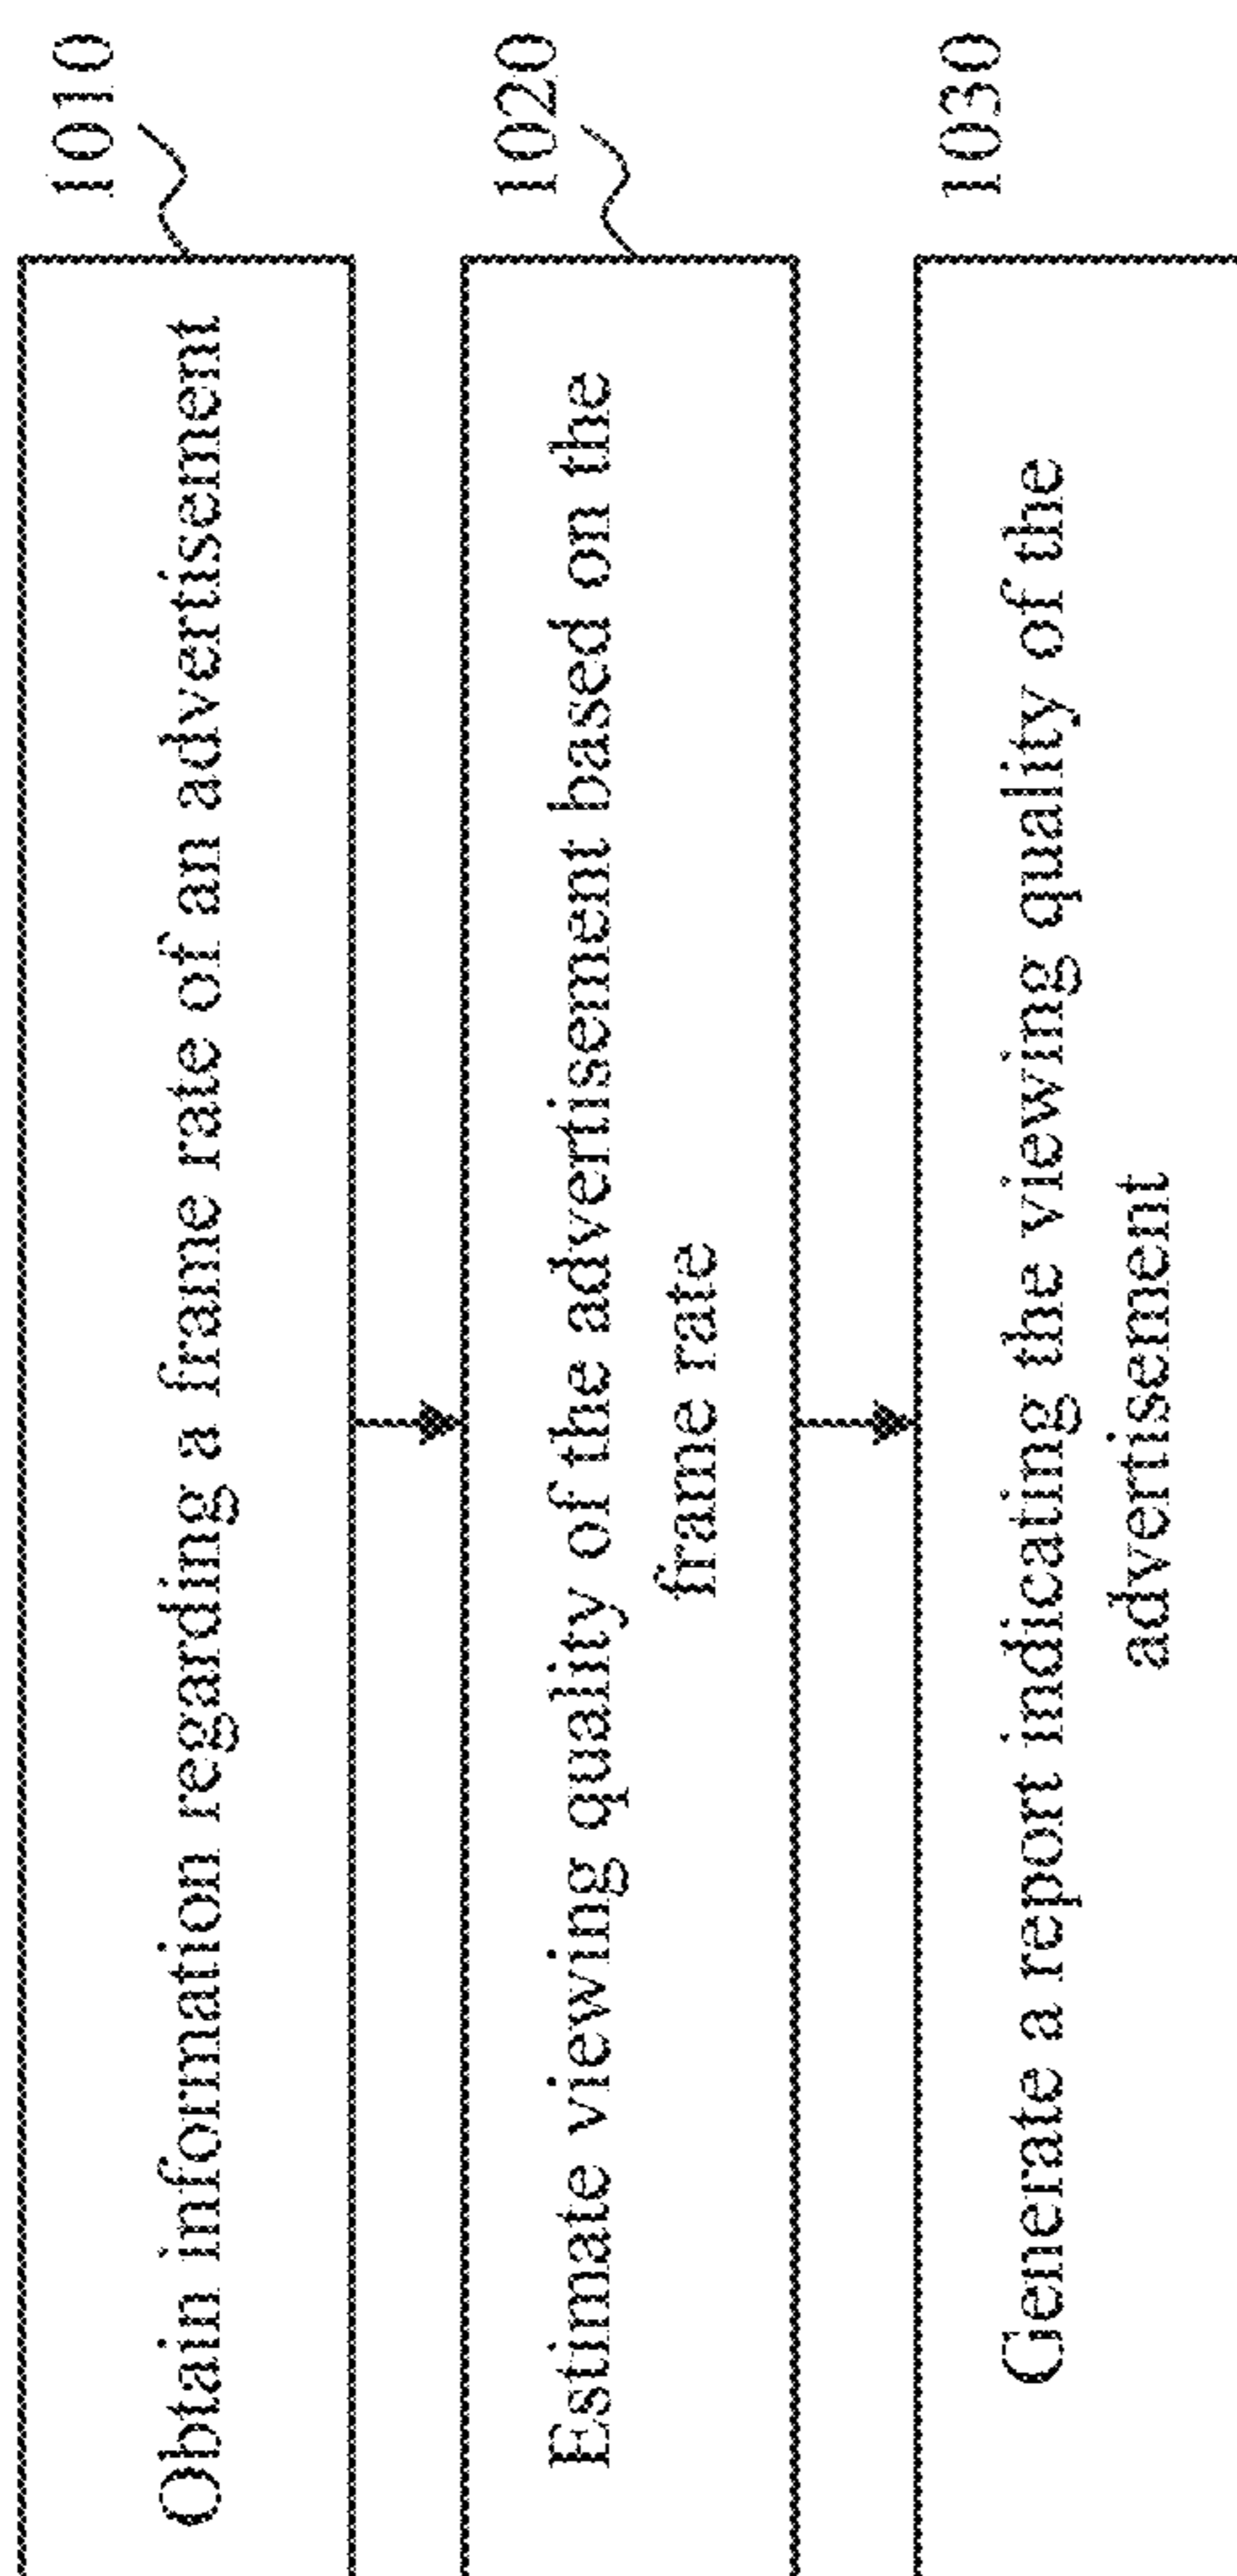 1010
Obtain information regarding a frame rate of an advertisement
1020
Estimate viewing quality of the advertisement based on the
frame rate
1030
Generate a report indicating the viewing quality of the
advertisement